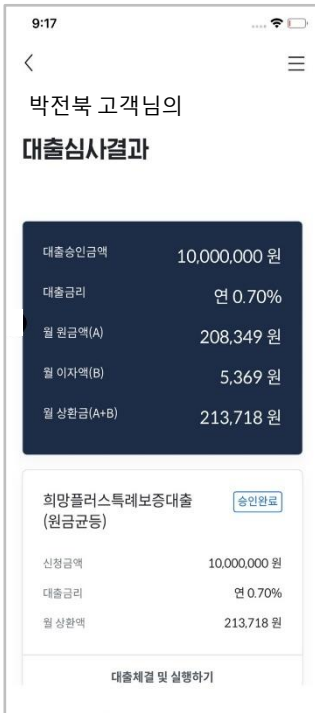 9:17
박전북 고객님의
대출심사결과
대출승인금액 10,000,000 원
대출금리 연 0.70%
월 원금액(A) 208,349 원
월 이자액(B) 5,369 원
월 상환금(A+B) 213,718 원
희망플러스특례보증대출 승인완료
(원금균등)
신청금액 10,000,000 원
대출금리 연 0.70%
월 상환액 213,718 원
대출체결 및 실행하기